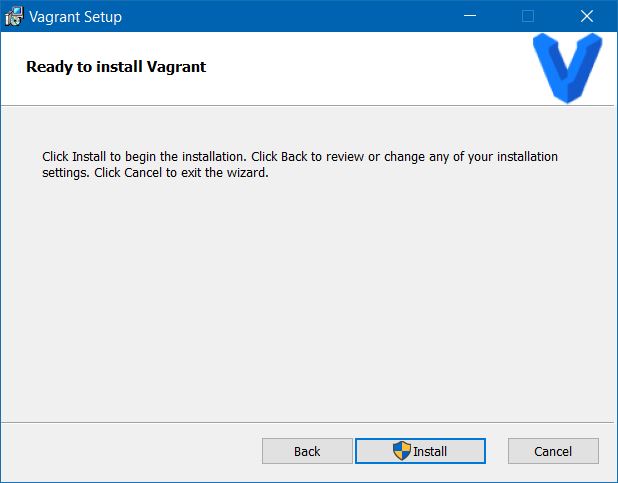 Vagrant Setup
Ready to install Vagrant
Click Install to begin the installation. Click Back to review or change any of your installation
settings. Click Cancel to exit the wizard.
Back
Install
Cancel